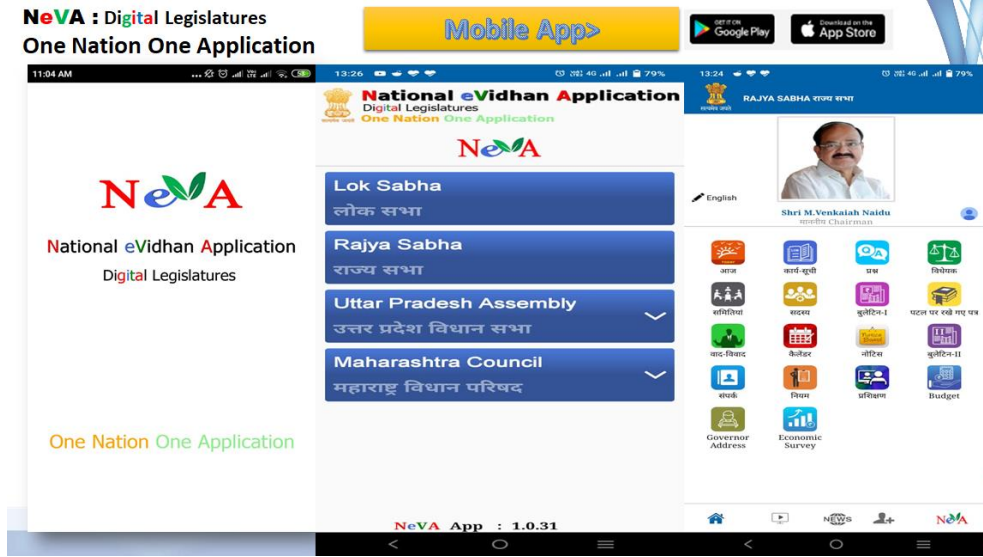 NeVA : Digital Legislatures
One Nation One Application
Mobile App>
GET IT ON
Google Play
Download on the
App Store
11:04 AM
NeVA
National eVidhan Application
Digital Legislatures
One Nation One Application
13:26
4G
79%
National eVidhan Application
Digital Legislatures
One Nation One Application
NeVA
Lok Sabha
लोक सभा
Rajya Sabha
राज्य सभा
Uttar Pradesh Assembly
उत्तर प्रदेश विधान सभा
Maharashtra Council
महाराष्ट्र विधान परिषद
NeVA App : 1.0.31
13:24
4G
79%
सत्यमेव जयते
RAJYA SABHA राज्य सभा
English
Shri M.Venkaiah Naidu
माननीय Chairman
आज
कार्य-सूची
प्रश्न
विधेयक
समितियां
सदस्य
बुलेटिन-I
पटल पर रखे गए पत्र
वाद-विवाद
कैलेंडर
नोटिस
बुलेटिन-II
संपर्क
नियम
प्रशिक्षण
Budget
Governor Address
Economic Survey
NEWS
NeVA